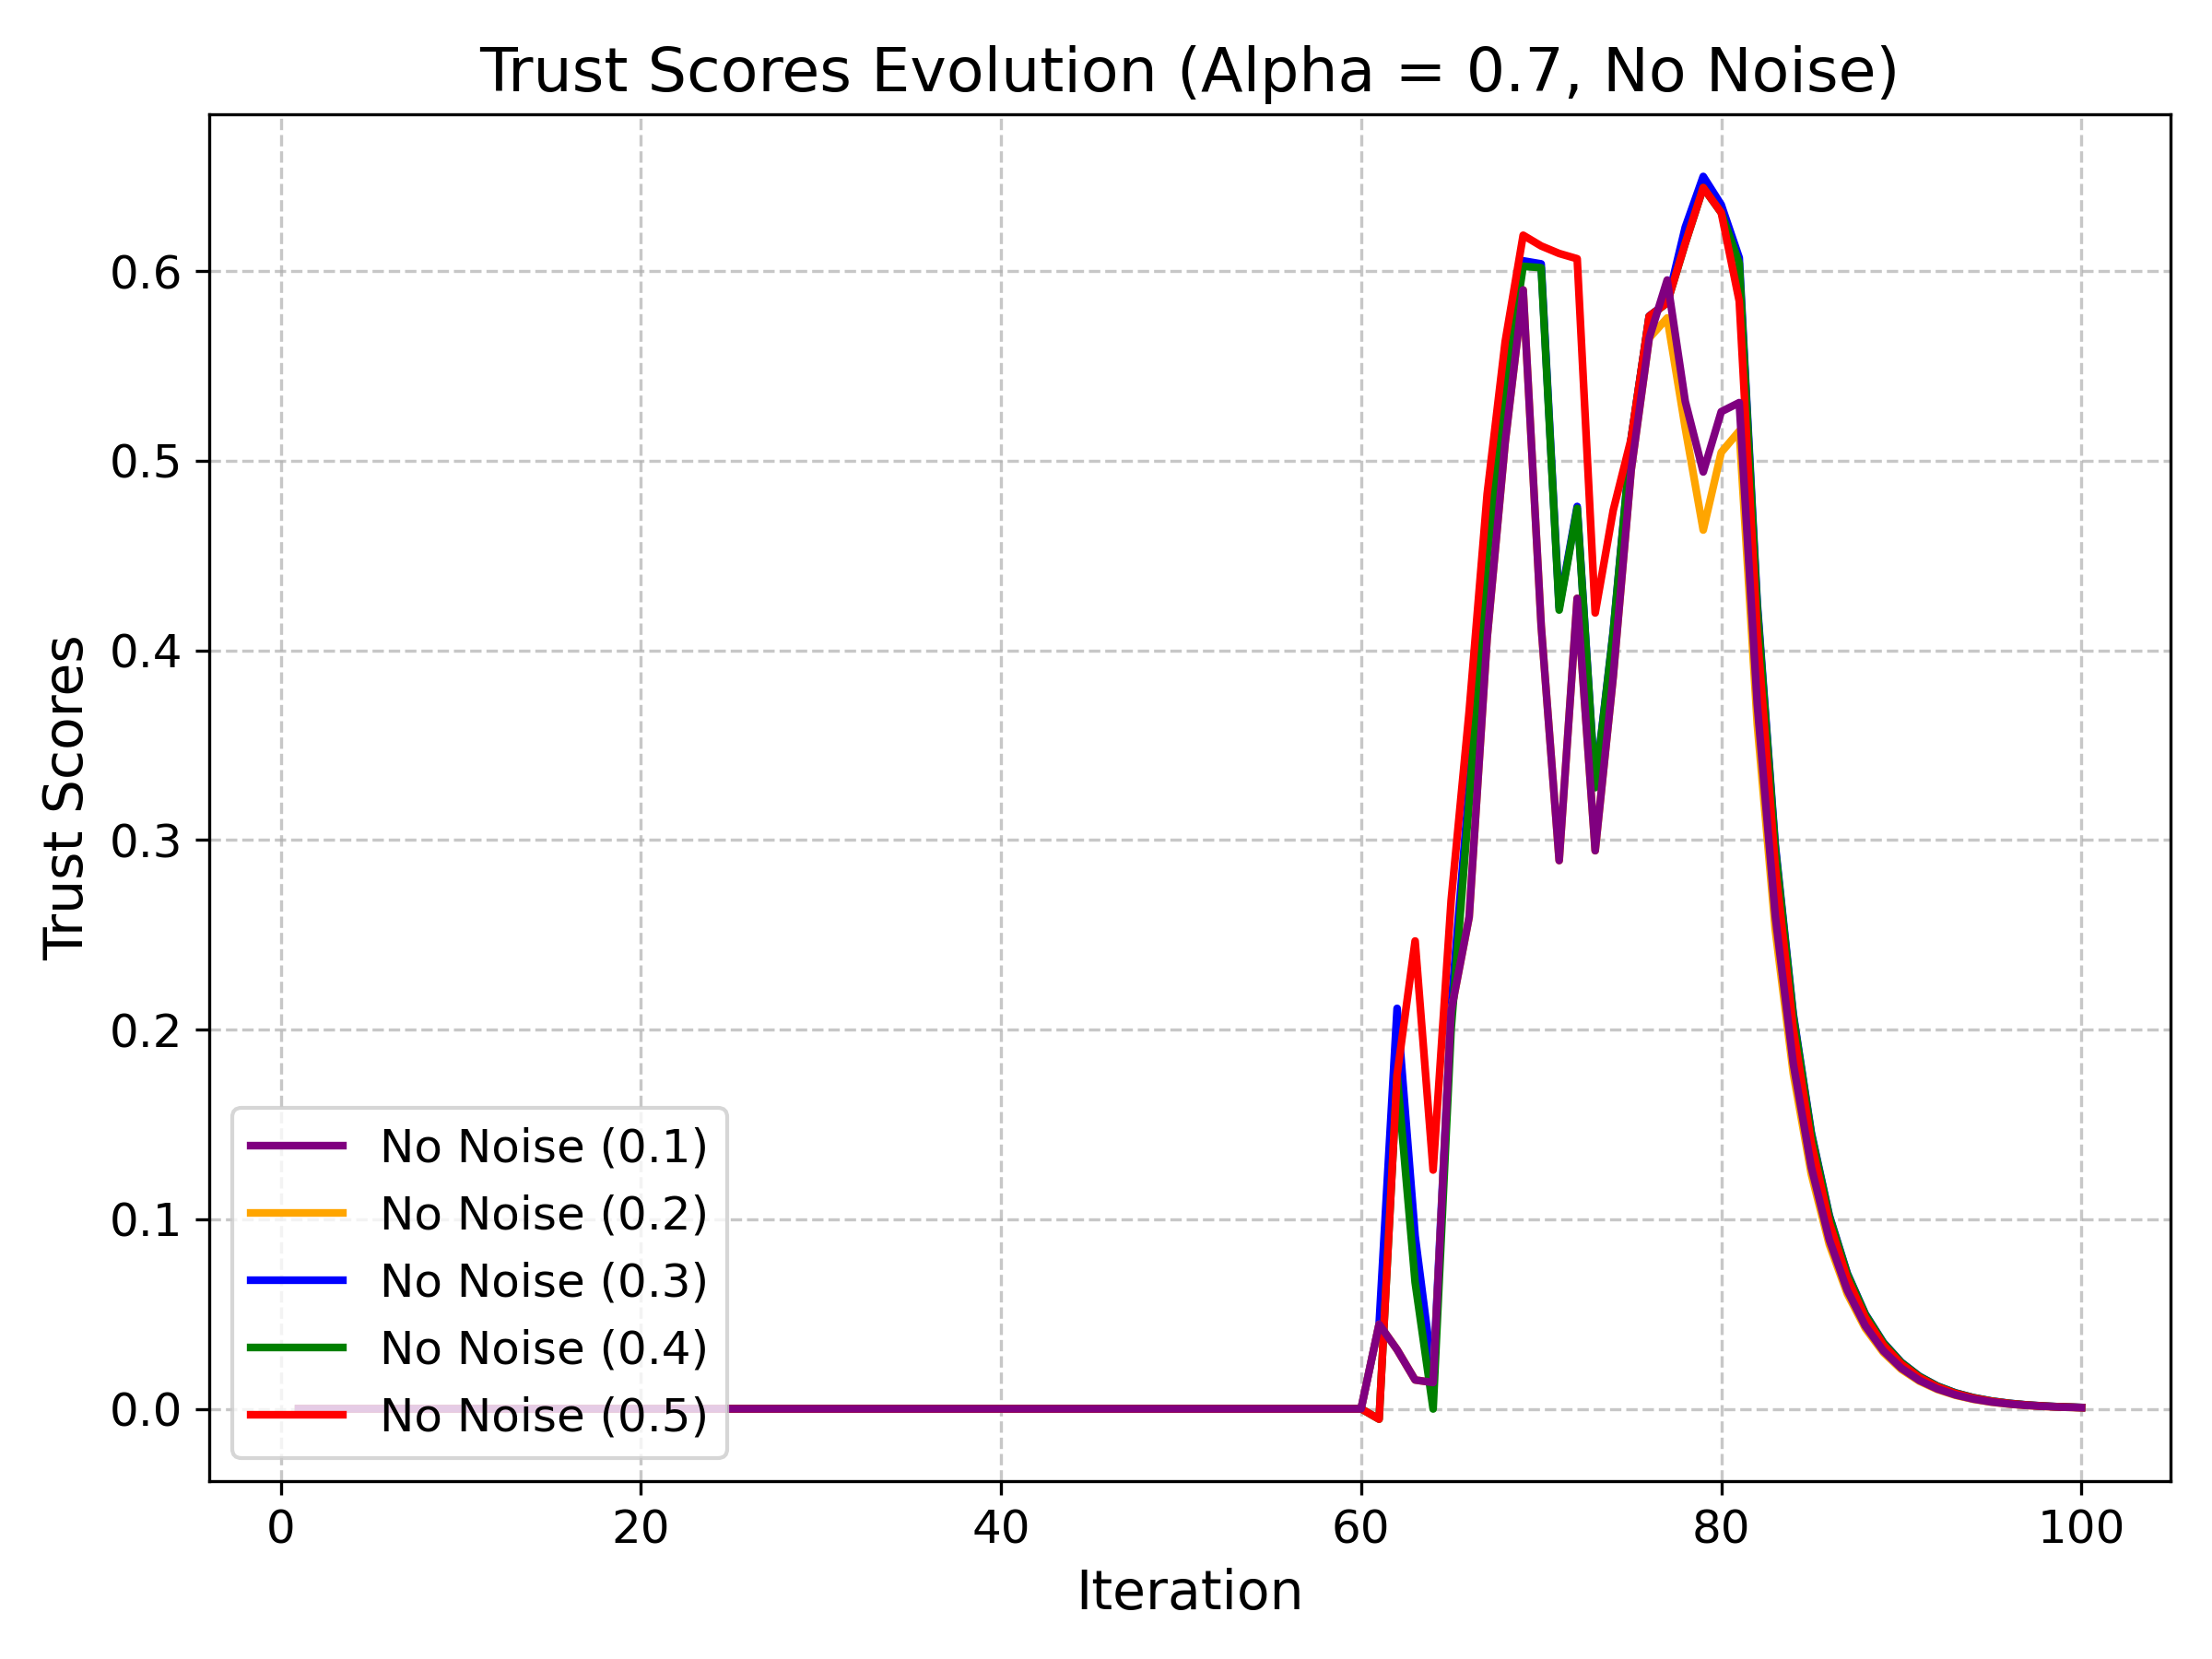 Trust Scores Evolution (Alpha = 0.7, No Noise)
Trust Scores
0.6
0.5
0.4
0.3
0.2
0.1
0.0
No Noise (0.1)
No Noise (0.2)
No Noise (0.3)
No Noise (0.4)
No Noise (0.5)
0 20 40 60 80 100
Iteration